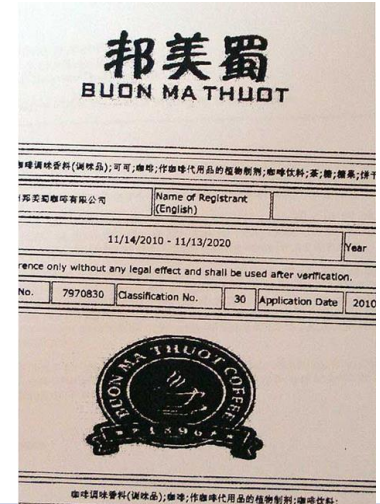 邦美蜀
BUON MA THUOT
咖啡调味香料(调味品);可可;咖啡;作咖啡代用品的植物制剂;咖啡饮料;茶;糖;糖果;饼干
邦美蜀咖啡有限公司
Name of Registrant (English)
11/14/2010 - 11/13/2020 Year
rence only without any legal effect and shall be used after verification.
No. 7970830 Classification No. 30 Application Date 2010
BUON MA THUOT COFFEE
1896
咖啡调味香料(调味品);咖啡;作咖啡代用品的植物制剂;咖啡饮料;